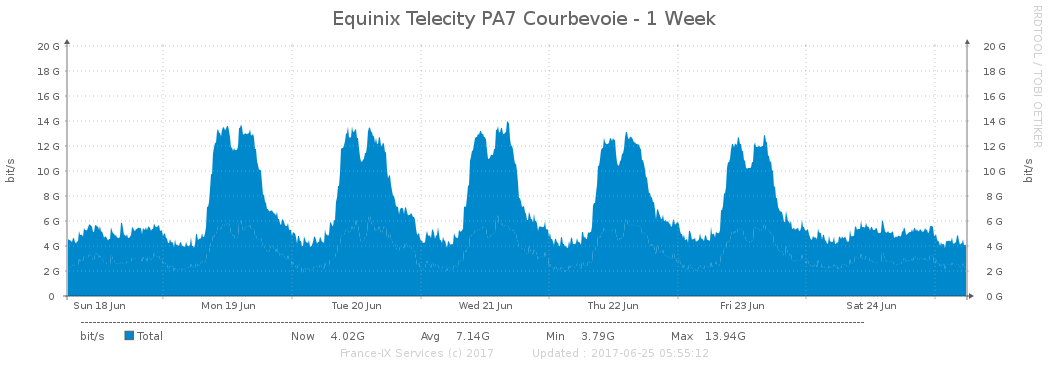 Equinix Telecity PA7 Courbevoie - 1 Week
RRDTOOL / TOBI OETIKER
20 G 20 G
18 G 18 G
16 G 16 G
14 G 14 G
12 G 12 G
10 G 10 G
8 G 8 G
6 G 6 G
4 G 4 G
2 G 2 G
0 0 G
bit/s
bit/s
Sun 18 Jun Mon 19 Jun Tue 20 Jun Wed 21 Jun Thu 22 Jun Fri 23 Jun Sat 24 Jun
bit/s Total Now 4.02G Avg 7.14G Min 3.79G Max 13.94G
France-IX Services (c) 2017 Updated : 2017-06-25 05:55:12